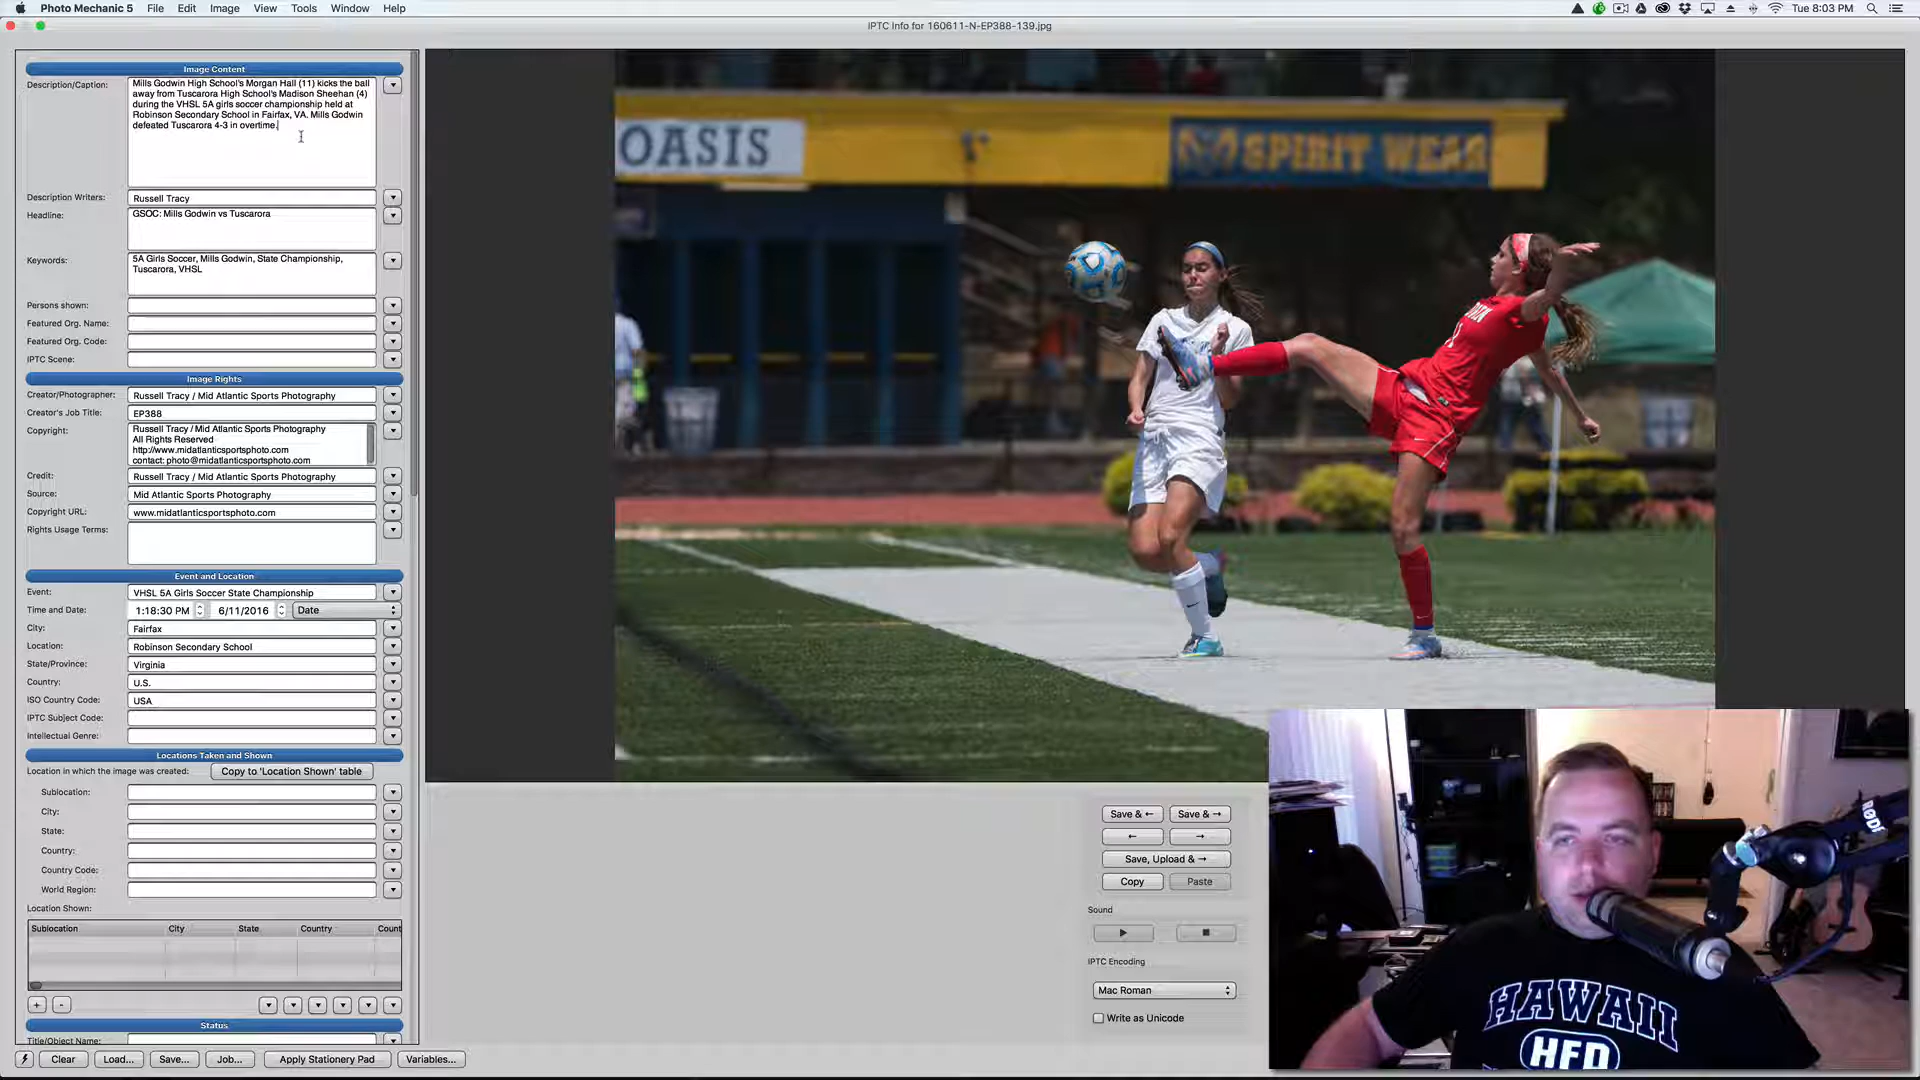 Photo Mechanic 5 File Edit Image View Tools Window Help
Tue 8:03 PM
IPTC Info for 160611-N-EP388-139.jpg
Image Content
Description/Caption:
Mills Godwin High School's Morgan Hall (11) kicks the ball
away from Tuscarora High School's Madison Sheehan (4)
during the VHSL 5A girls soccer championship held at
Robinson Secondary School in Fairfax, VA. Mills Godwin
defeated Tuscarora 4-3 in overtime.
Description Writers: Russell Tracy
Headline: GSOC: Mills Godwin vs Tuscarora
Keywords: 5A Girls Soccer, Mills Godwin, State Championship,
Tuscarora, VHSL
Persons shown:
Featured Org. Name:
Featured Org. Code:
IPTC Scene:
Image Rights
Creator/Photographer: Russell Tracy / Mid Atlantic Sports Photography
Creator's Job Title: EP388
Copyright: Russell Tracy / Mid Atlantic Sports Photography
All Rights Reserved
http://www.midatlanticsportsphoto.com
contact: photo@midatlanticsportsphoto.com
Credit: Russell Tracy / Mid Atlantic Sports Photography
Source: Mid Atlantic Sports Photography
Copyright URL: www.midatlanticsportsphoto.com
Rights Usage Terms:
Event and Location
Event: VHSL 5A Girls Soccer State Championship
Time and Date: 1:18:30 PM 6/11/2016 Date
City: Fairfax
Location: Robinson Secondary School
State/Province: Virginia
Country: U.S.
ISO Country Code: USA
IPTC Subject Code:
Intellectual Genre:
Locations Taken and Shown
Location in which the image was created: Copy to 'Location Shown' table
Sublocation:
City:
State:
Country:
Country Code:
World Region:
Location Shown:
Sublocation City State Country Count
+ -
Status
Title/Object Name:
Clear Load... Save... Job... Apply Stationery Pad Variables...
OASIS
SPIRIT WEAR
Save & ← Save & →
← →
Save, Upload & →
Copy Paste
Sound
IPTC Encoding
Mac Roman
Write as Unicode
RØDE
HAWAII
HFD